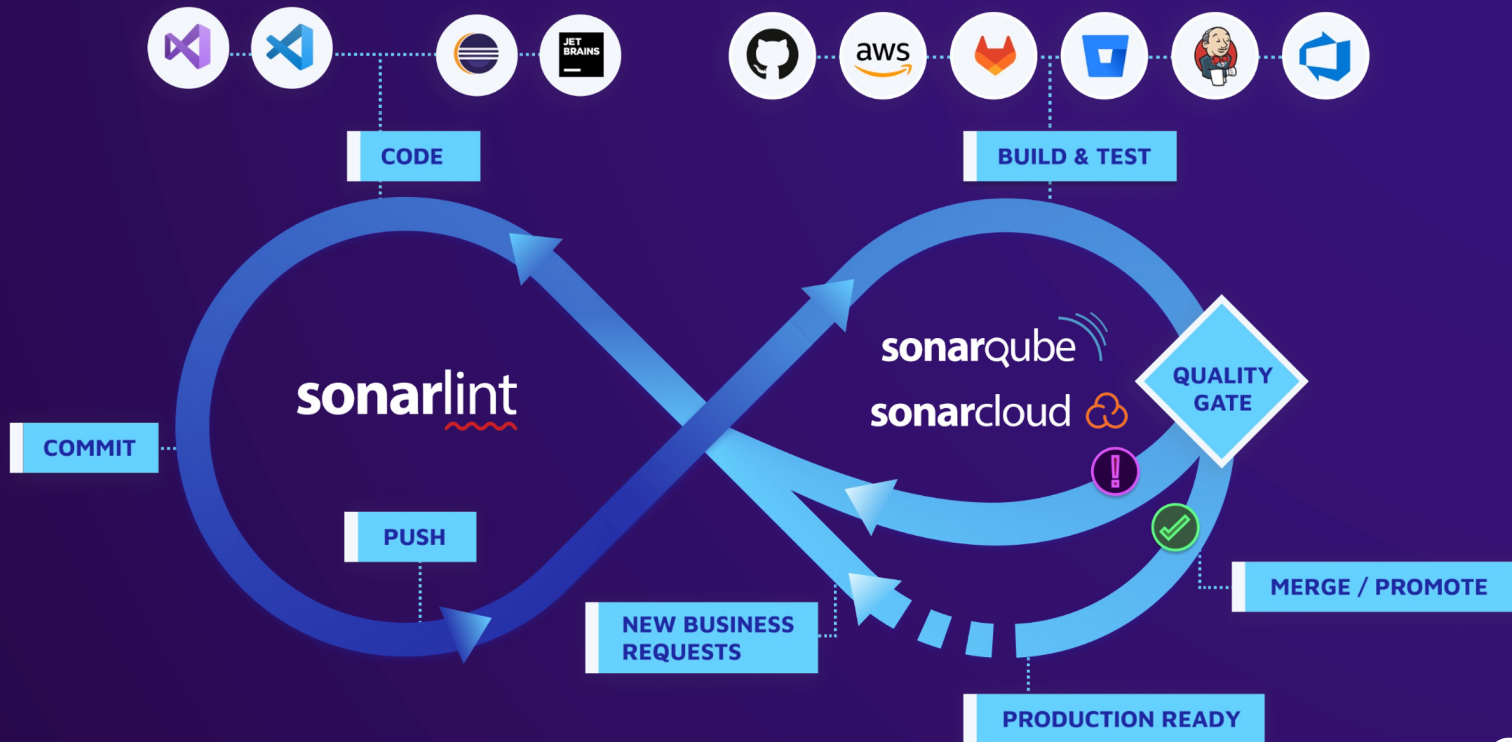 JET
BRAINS
aws
CODE
BUILD & TEST
sonarlint
sonarqube
sonarcloud
QUALITY
GATE
COMMIT
PUSH
NEW BUSINESS
REQUESTS
MERGE / PROMOTE
PRODUCTION READY